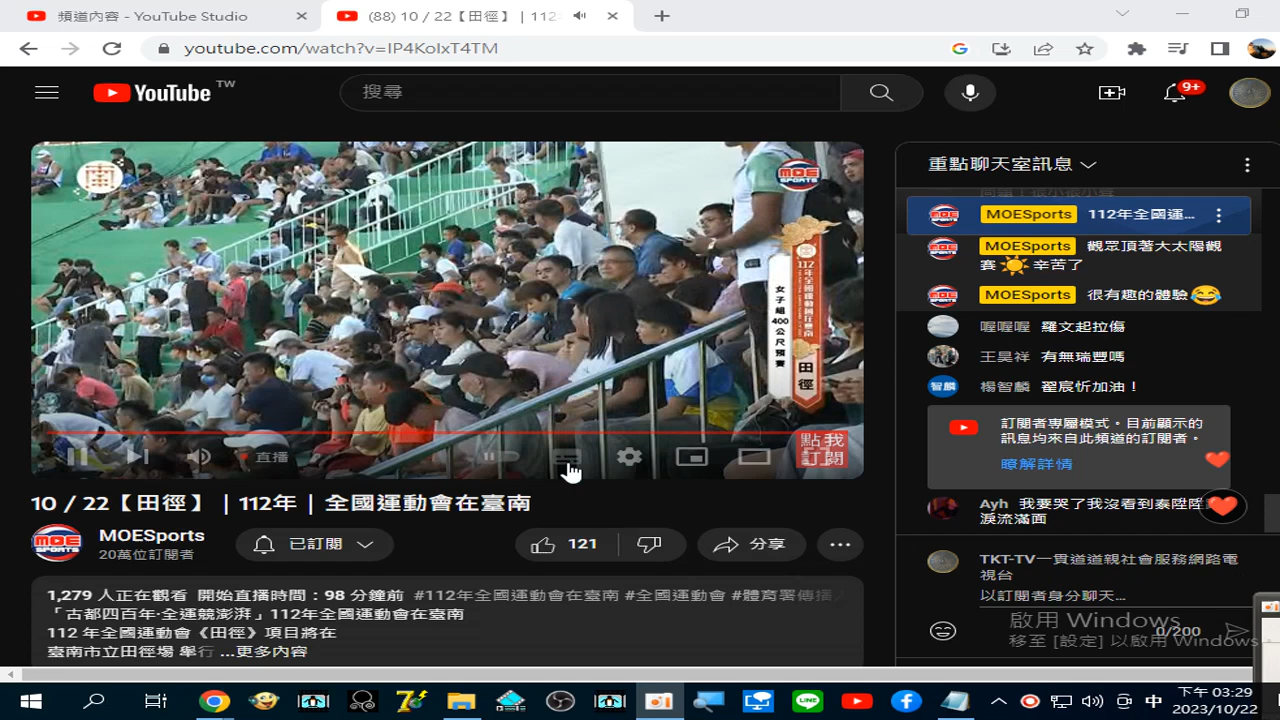 頻道內容 - YouTube Studio
(88) 10 / 22【田徑】 | 112
youtube.com/watch?v=IP4KoIxT4TM
YouTube TW
搜尋
9+
南
MOE SPORTS
112年全國運動會在臺南
田徑
女子組400公尺預賽
點我訂閱
直播
10 / 22【田徑】｜112年｜全國運動會在臺南
MOESports
20萬位訂閱者
已訂閱
121
分享
1,279 人正在觀看 開始直播時間：98 分鐘前 #112年全國運動會在臺南 #全國運動會 #體育署傳播
「古都四百年·全運競澎湃」112年全國運動會在臺南
112 年全國運動會《田徑》項目將在
臺南市立田徑場 舉行 ...更多內容
重點聊天室訊息
MOESports 112年全國運...
MOESports 觀眾頂著大太陽觀
賽 辛苦了
MOESports 很有趣的體驗
喔喔喔 羅文起拉傷
王昊祥 有無瑞豐嗎
智麟 楊智麟 翟宸忻加油！
訂閱者專屬模式。目前顯示的
訊息均來自此頻道的訂閱者。
瞭解詳情
Ayh 我要哭了我沒看到泰陞陞
淚流滿面
TKT-TV一貫道道親社會服務網路電
視台
以訂閱者身分聊天...
0/200
啟用 Windows
移至 [設定] 以啟用 Windows。
中
下午 03:29
2023/10/22